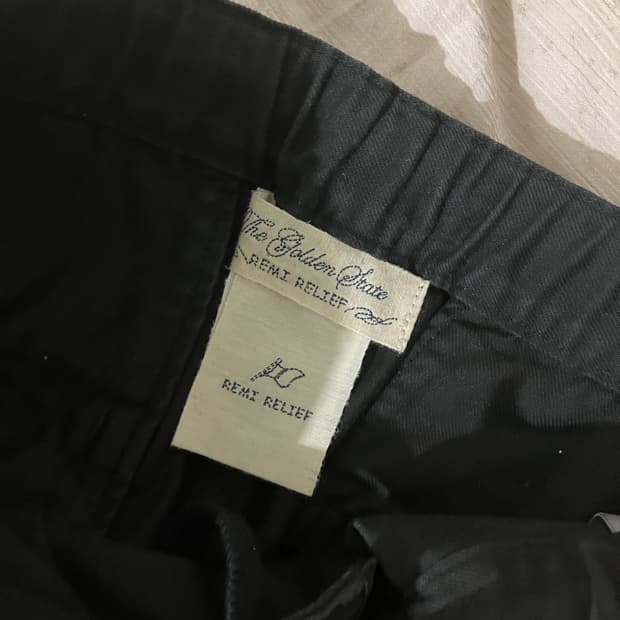 The Golden State
REMI RELIEF
REMI RELIEF